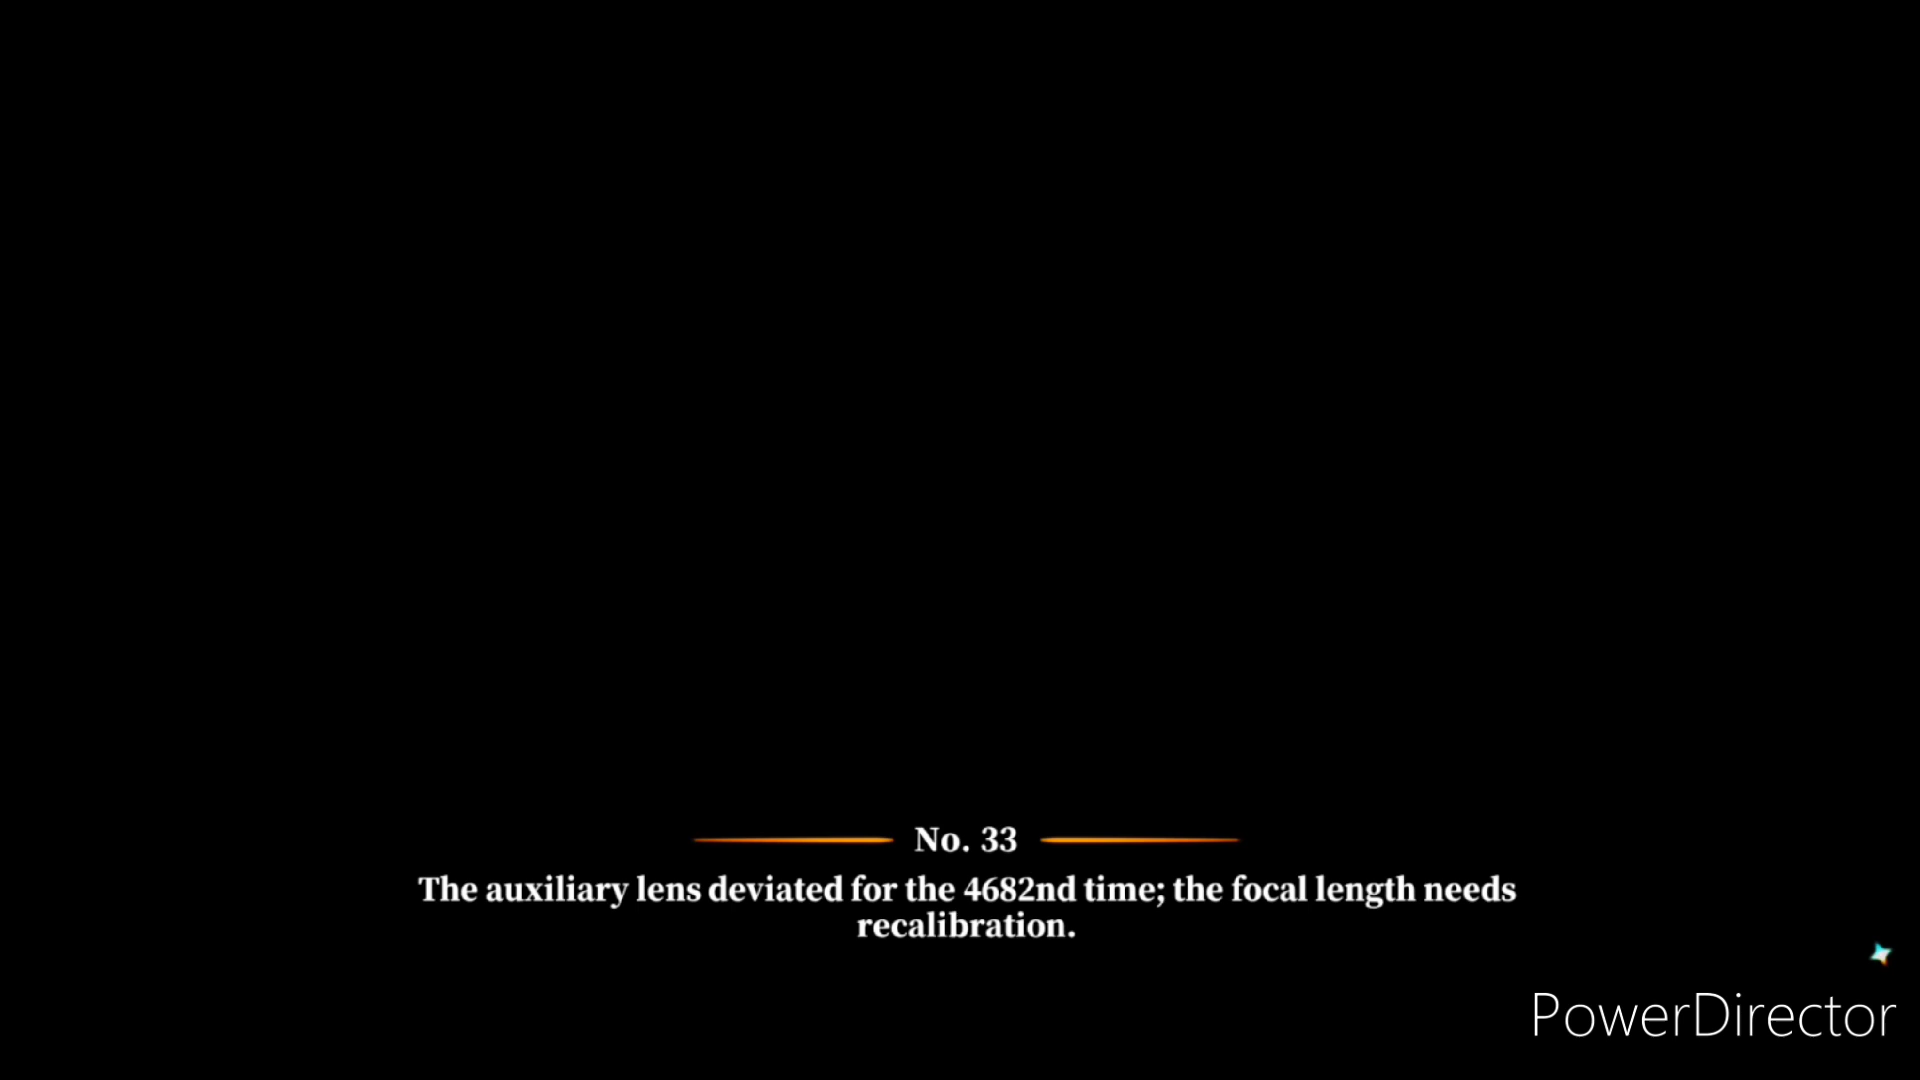 No. 33
The auxiliary lens deviated for the 4682nd time; the focal length needs
recalibration.
PowerDirector